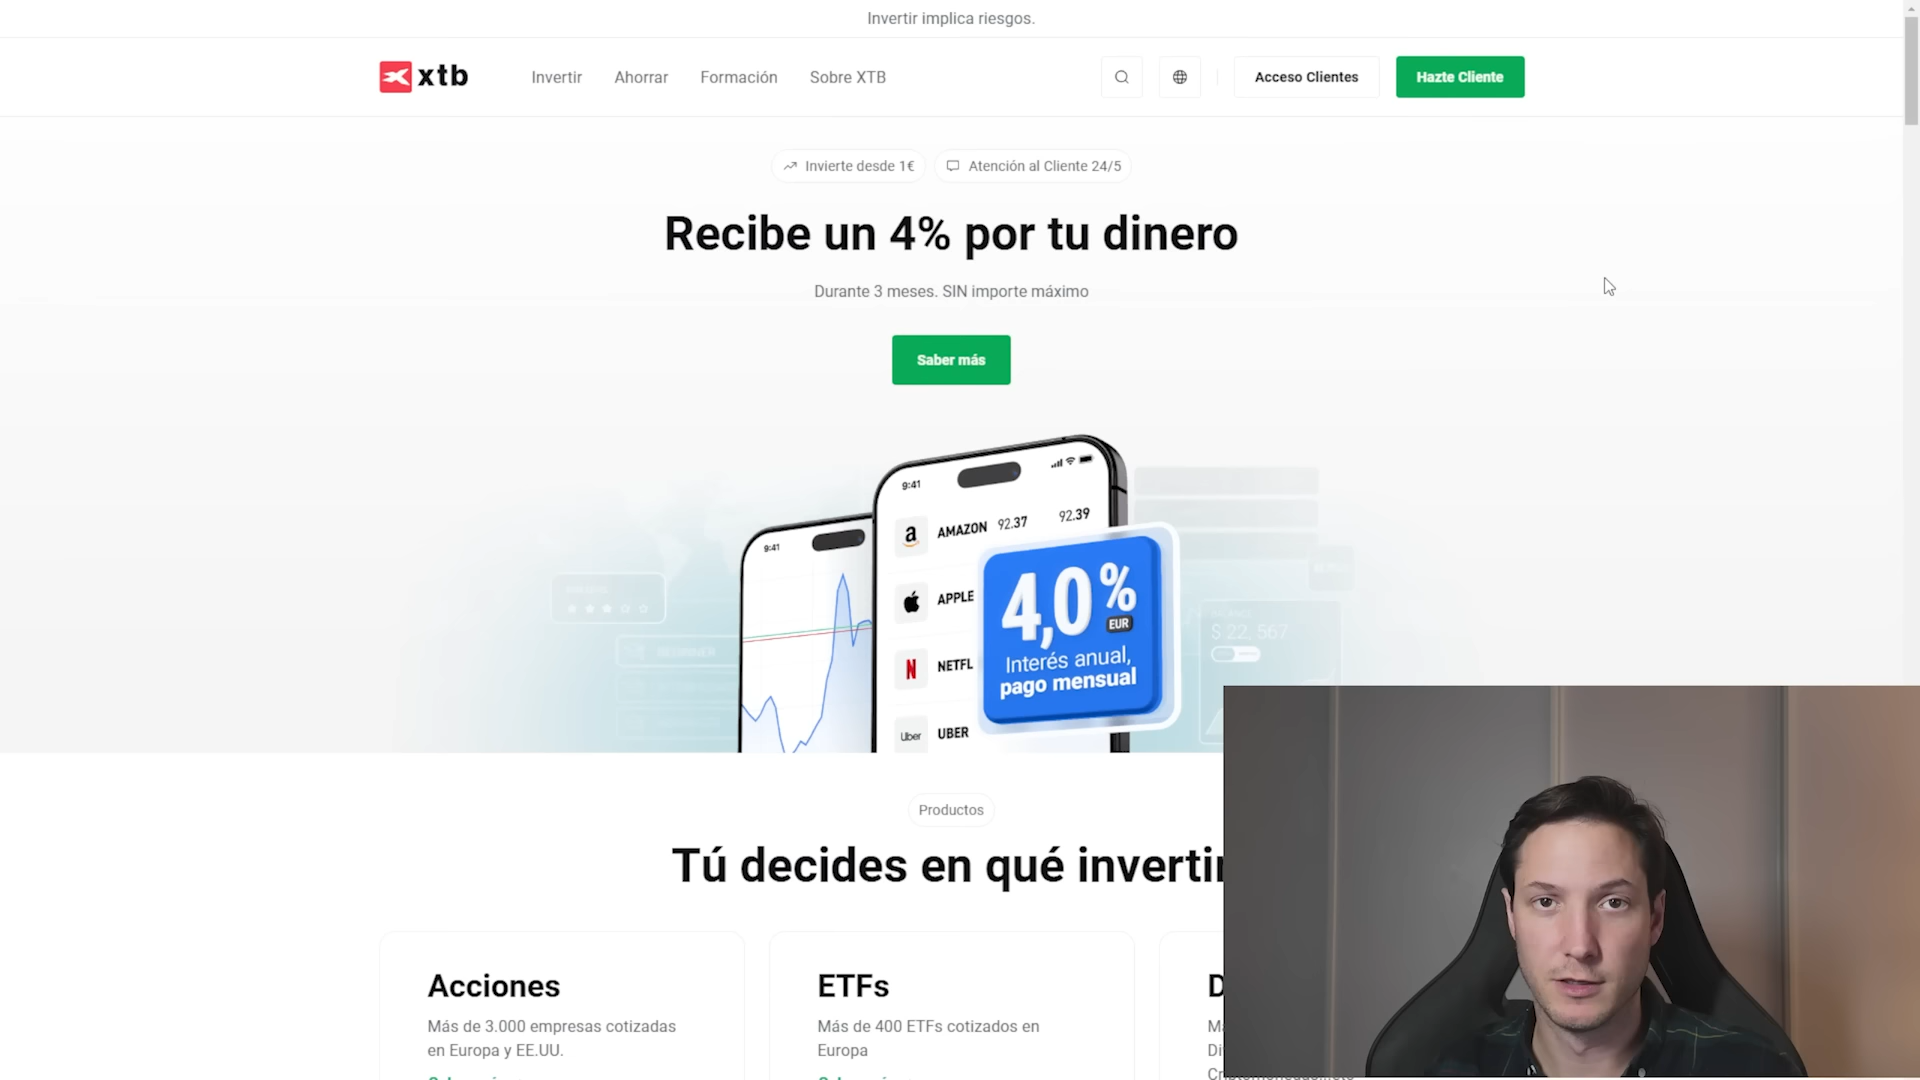 Invertir implica riesgos.
xtb
Invertir
Ahorrar
Formación
Sobre XTB
Acceso Clientes
Hazte Cliente
Invierte desde 1€
Atención al Cliente 24/5
Recibe un 4% por tu dinero
Durante 3 meses. SIN importe máximo
Saber más
9:41
9:41
AMAZON 92.37 92.39
APPLE
NETFL
Uber UBER
4,0%
EUR
Interés anual,
pago mensual
$ 22, 567
Productos
Tú decides en qué invertir
Acciones
Más de 3.000 empresas cotizadas
en Europa y EE.UU.
ETFs
Más de 400 ETFs cotizados en
Europa